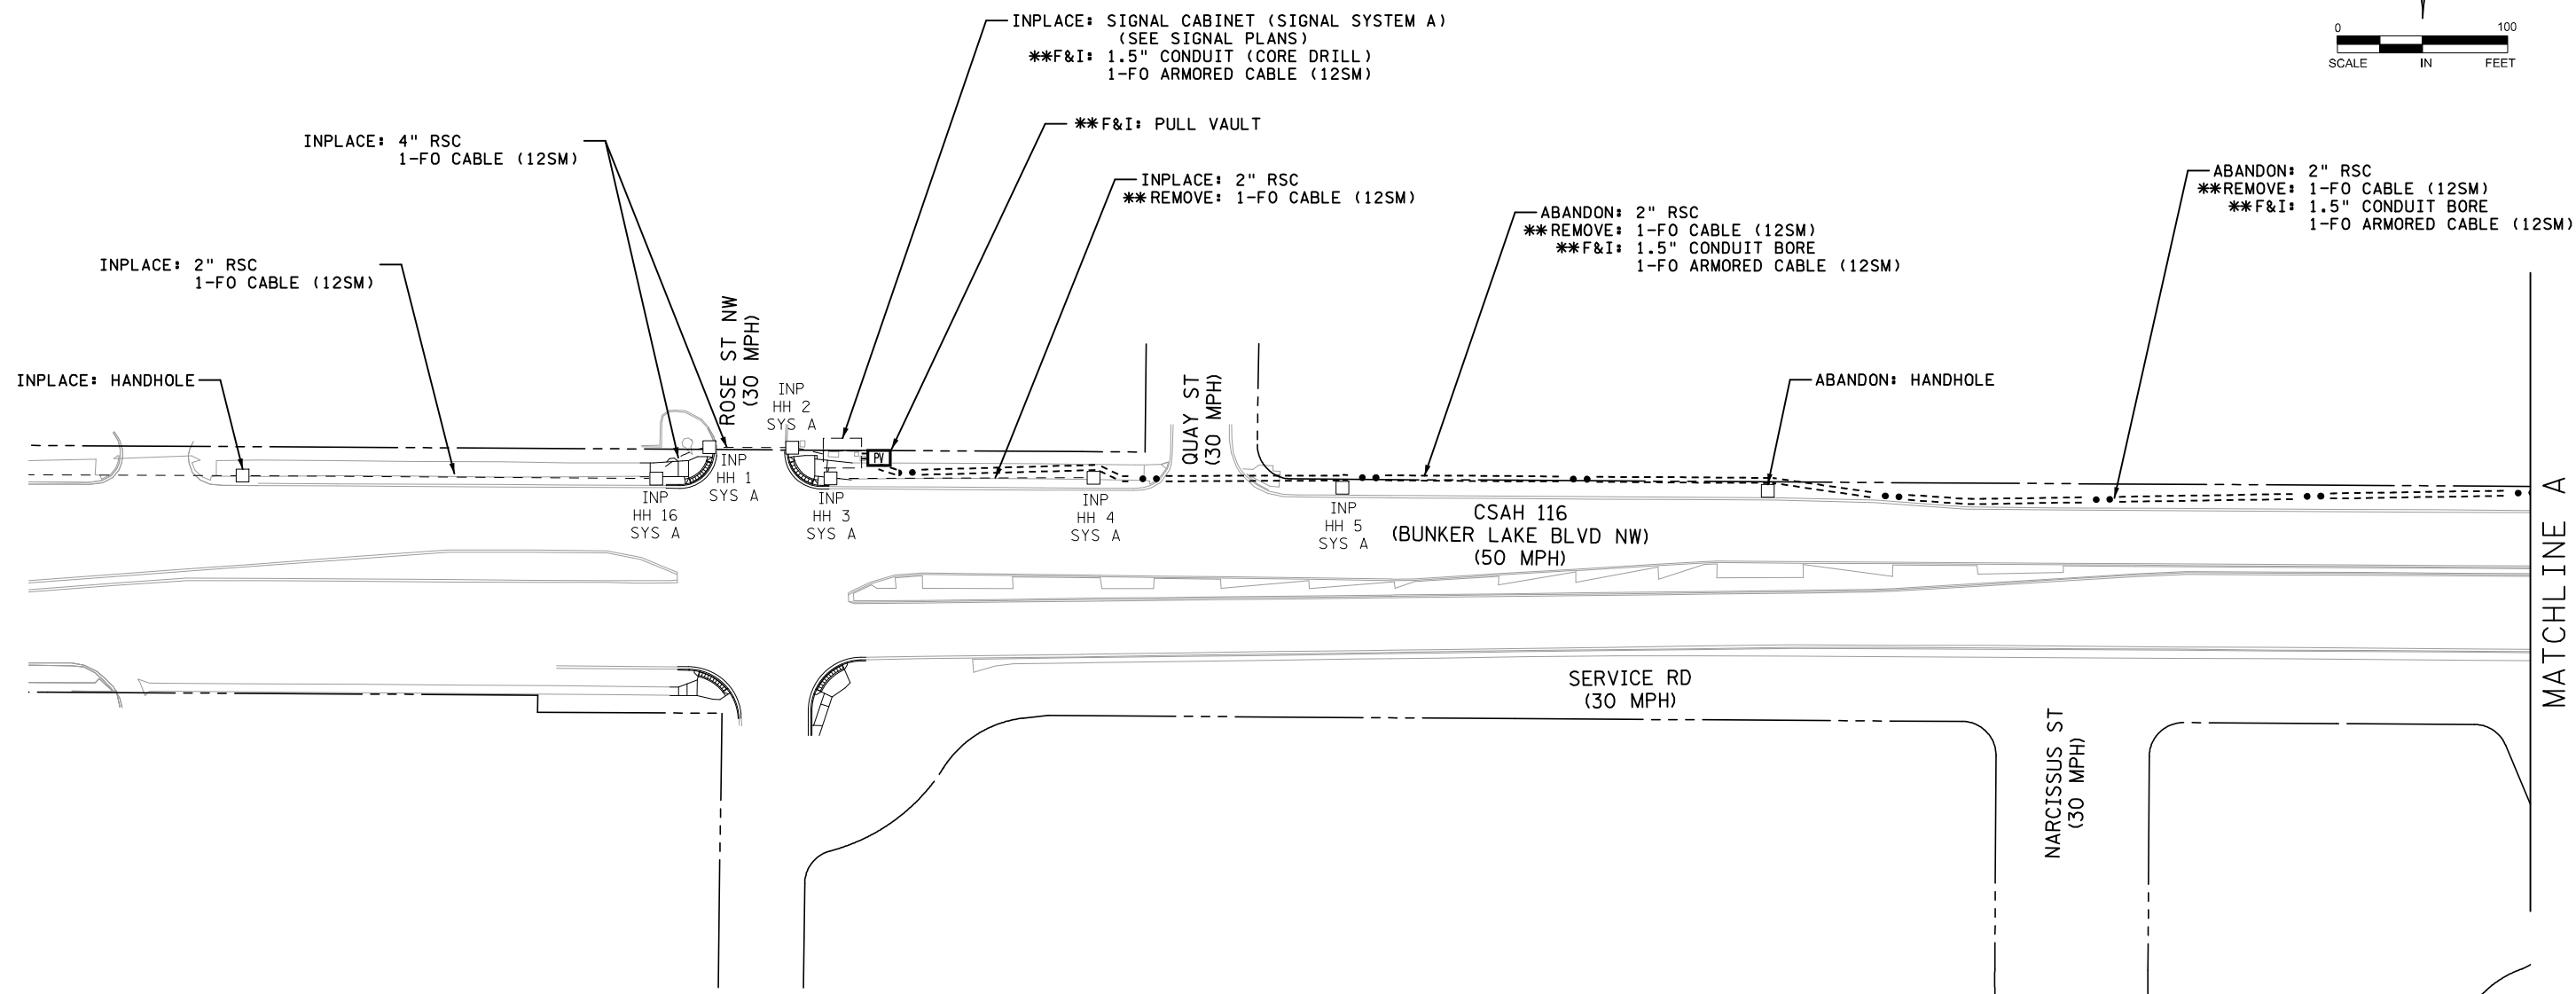 INPLACE: SIGNAL CABINET (SIGNAL SYSTEM A)
(SEE SIGNAL PLANS)
**F&I: 1.5" CONDUIT (CORE DRILL)
1-FO ARMORED CABLE (12SM)
0 100
SCALE IN FEET
**F&I: PULL VAULT
INPLACE: 4" RSC
1-FO CABLE (12SM)
INPLACE: 2" RSC
**REMOVE: 1-FO CABLE (12SM)
ABANDON: 2" RSC
**REMOVE: 1-FO CABLE (12SM)
**F&I: 1.5" CONDUIT BORE
1-FO ARMORED CABLE (12SM)
ABANDON: 2" RSC
**REMOVE: 1-FO CABLE (12SM)
**F&I: 1.5" CONDUIT BORE
1-FO ARMORED CABLE (12SM)
INPLACE: 2" RSC
1-FO CABLE (12SM)
INPLACE: HANDHOLE
ROSE ST NW
(30 MPH)
INP
HH 2
SYS A
QUAY ST
(30 MPH)
ABANDON: HANDHOLE
PV
INP
HH 1
SYS A
INP
HH 16
SYS A
INP
HH 3
SYS A
INP
HH 4
SYS A
INP
HH 5
SYS A
CSAH 116
(BUNKER LAKE BLVD NW)
(50 MPH)
MATCHLINE A
SERVICE RD
(30 MPH)
NARCISSUS ST
(30 MPH)